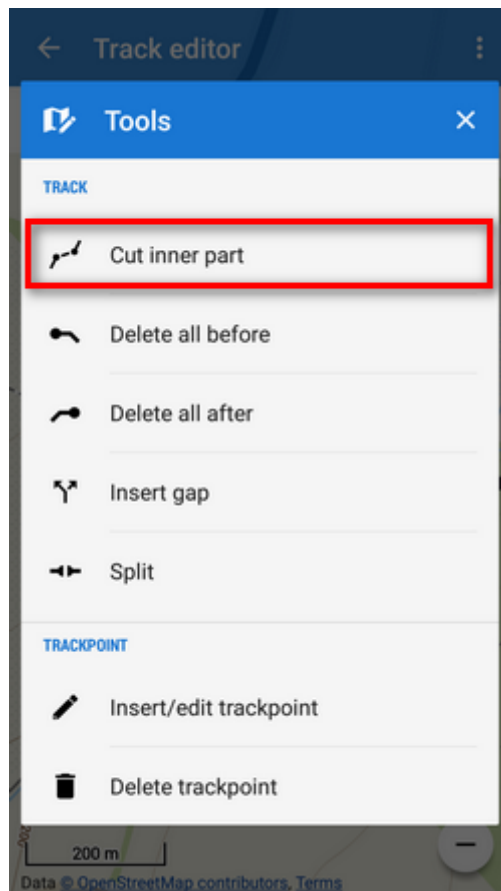 Track editor
Tools
TRACK
Cut inner part
Delete all before
Delete all after
Insert gap
Split
TRACKPOINT
Insert/edit trackpoint
Delete trackpoint
200
200 m
Data © OpenStreetMap contributors, Terms